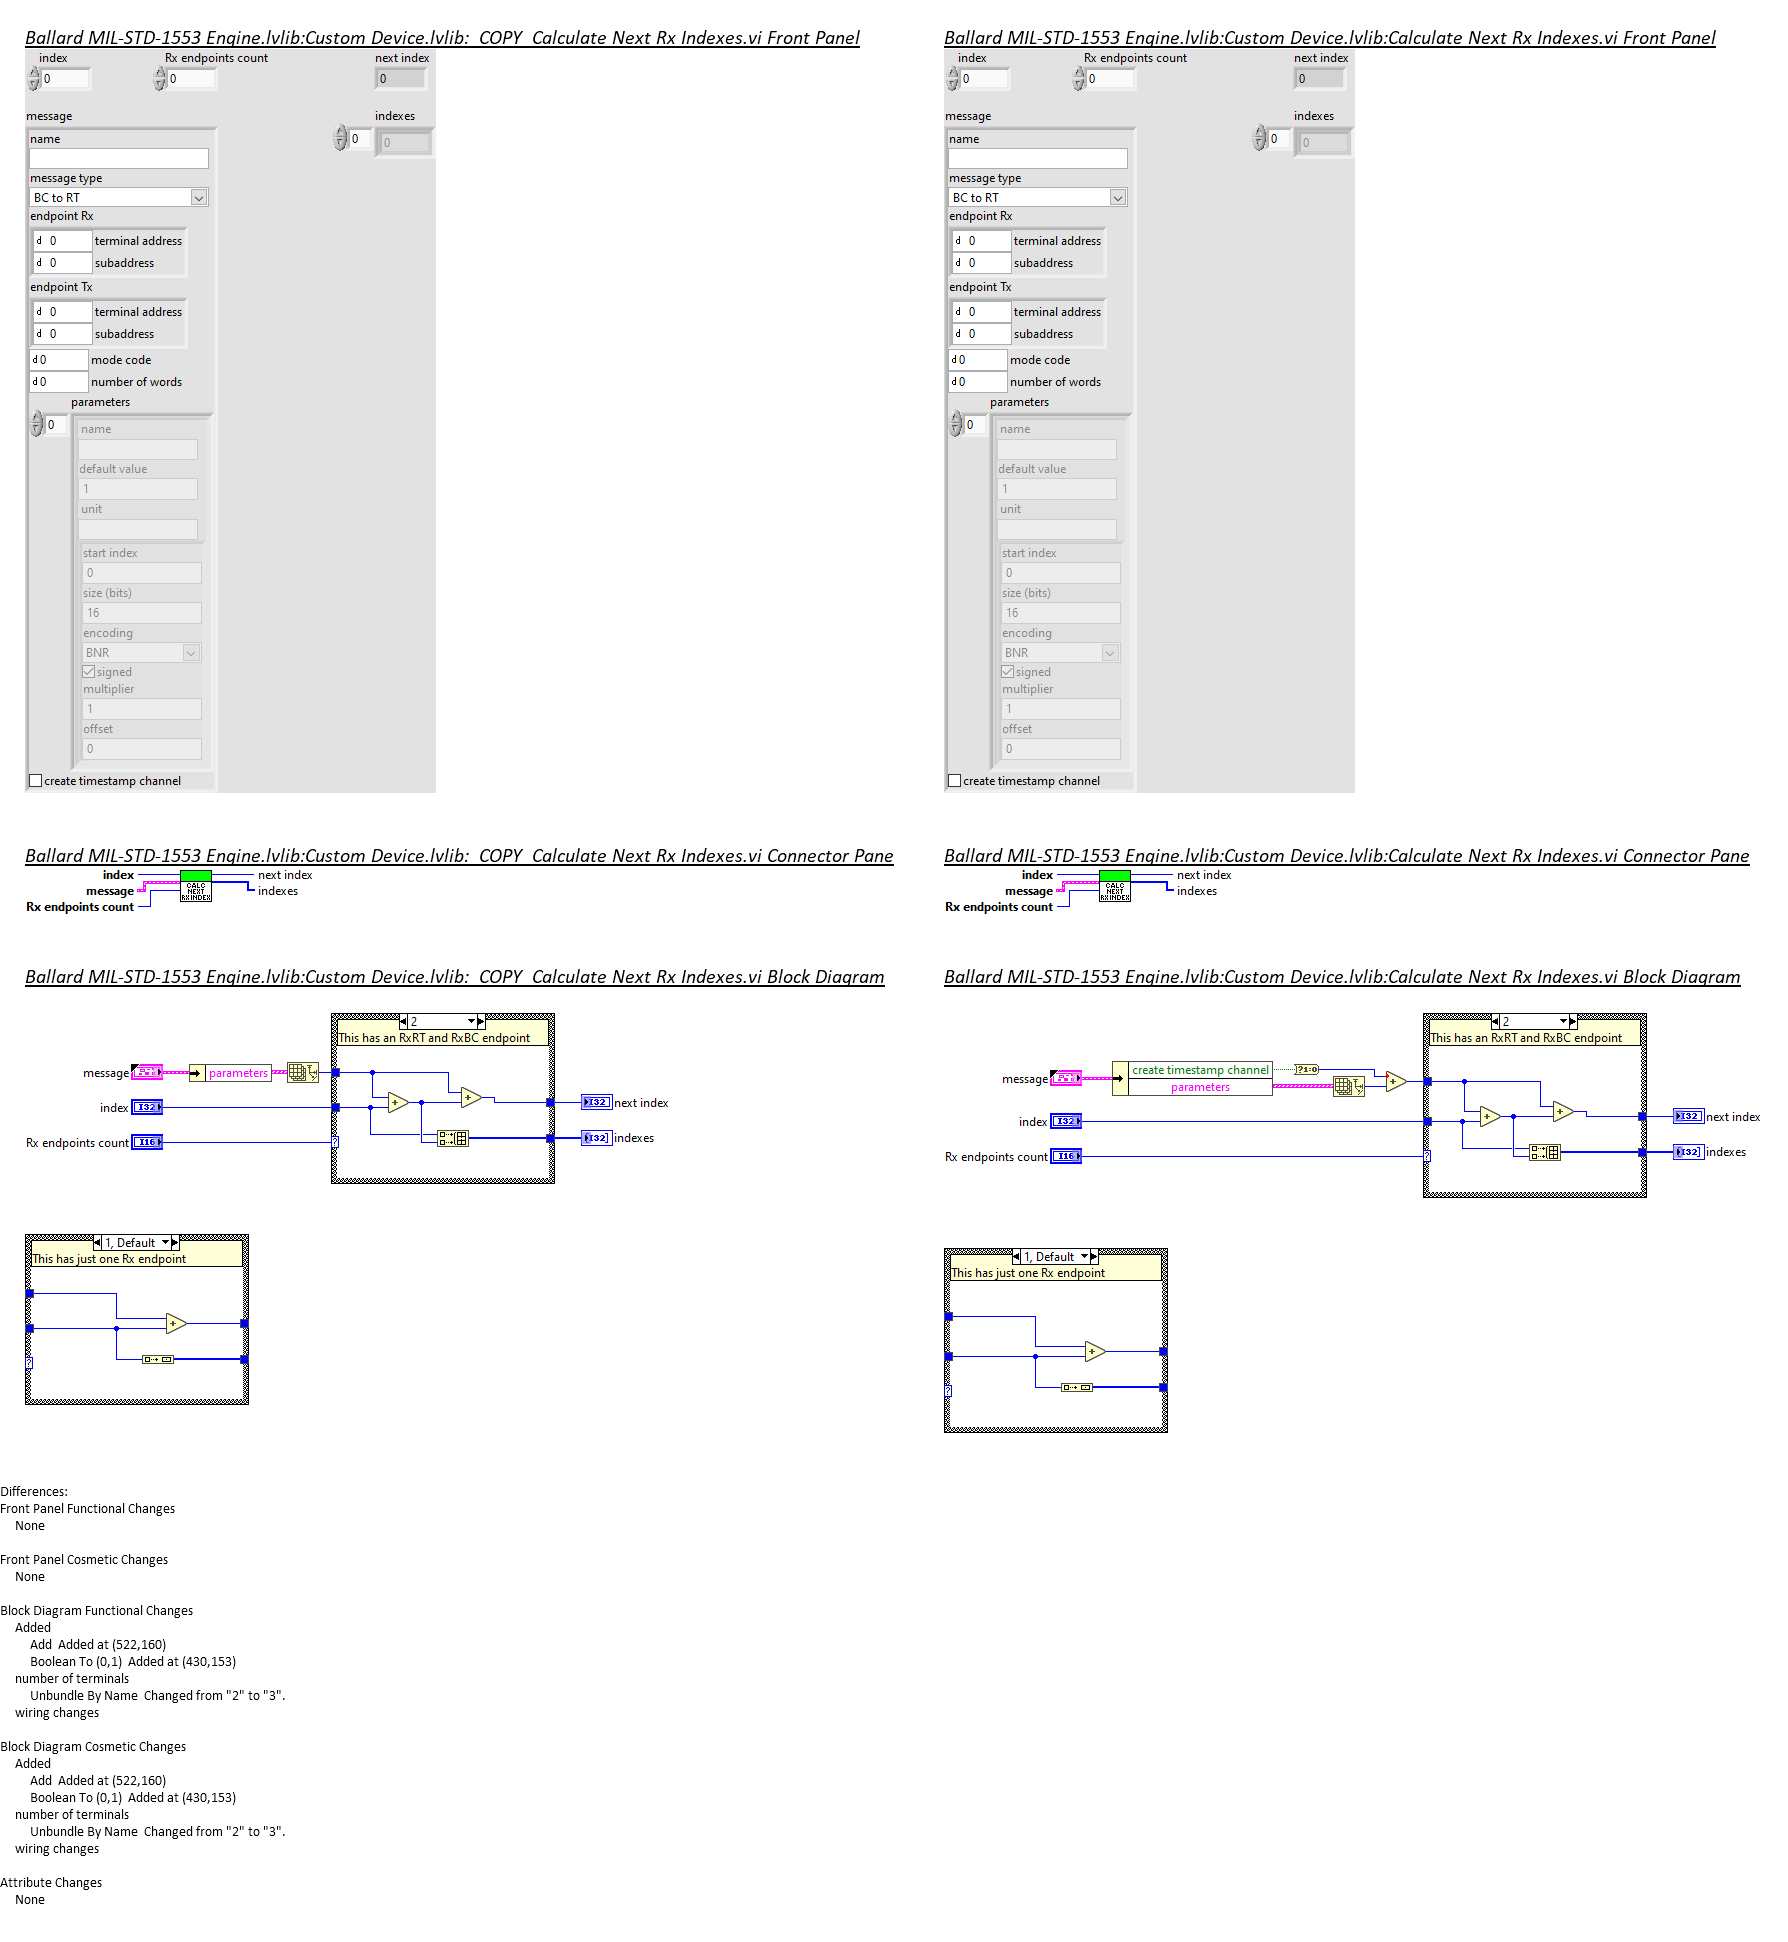 Ballard MIL-STD-1553 Engine.lvlib:Custom Device.lvlib:_COPY_Calculate Next Rx Indexes.vi Front Panel
index
Rx endpoints count
next index
0
0
0
message
indexes
0
0
name
message type
BC to RT
endpoint Rx
d 0 terminal address
d 0 subaddress
endpoint Tx
d 0 terminal address
d 0 subaddress
d 0 mode code
d 0 number of words
parameters
0
name
default value
1
unit
start index
0
size (bits)
16
encoding
BNR
signed
multiplier
1
offset
0
create timestamp channel
Ballard MIL-STD-1553 Engine.lvlib:Custom Device.lvlib:Calculate Next Rx Indexes.vi Front Panel
index
Rx endpoints count
next index
0
0
0
message
indexes
0
0
name
message type
BC to RT
endpoint Rx
d 0 terminal address
d 0 subaddress
endpoint Tx
d 0 terminal address
d 0 subaddress
d 0 mode code
d 0 number of words
parameters
0
name
default value
1
unit
start index
0
size (bits)
16
encoding
BNR
signed
multiplier
1
offset
0
create timestamp channel
Ballard MIL-STD-1553 Engine.lvlib:Custom Device.lvlib:_COPY_Calculate Next Rx Indexes.vi Connector Pane
index
message
Rx endpoints count
CALC
NEXT
RX INDEX
next index
indexes
Ballard MIL-STD-1553 Engine.lvlib:Custom Device.lvlib:Calculate Next Rx Indexes.vi Connector Pane
index
message
Rx endpoints count
CALC
NEXT
RX INDEX
next index
indexes
Ballard MIL-STD-1553 Engine.lvlib:Custom Device.lvlib:_COPY_Calculate Next Rx Indexes.vi Block Diagram
2
This has an RxRT and RxBC endpoint
message
parameters
index
I32
Rx endpoints count
I16
?
+
+
I32 next index
I32 indexes
1, Default
This has just one Rx endpoint
+
?
Ballard MIL-STD-1553 Engine.lvlib:Custom Device.lvlib:Calculate Next Rx Indexes.vi Block Diagram
2
This has an RxRT and RxBC endpoint
message
create timestamp channel
parameters
?1:0
+
index
I32
Rx endpoints count
I16
?
+
+
I32 next index
I32 indexes
1, Default
This has just one Rx endpoint
+
?
Differences:
Front Panel Functional Changes
None
Front Panel Cosmetic Changes
None
Block Diagram Functional Changes
Added
Add Added at (522,160)
Boolean To (0,1) Added at (430,153)
number of terminals
Unbundle By Name Changed from "2" to "3".
wiring changes
Block Diagram Cosmetic Changes
Added
Add Added at (522,160)
Boolean To (0,1) Added at (430,153)
number of terminals
Unbundle By Name Changed from "2" to "3".
wiring changes
Attribute Changes
None